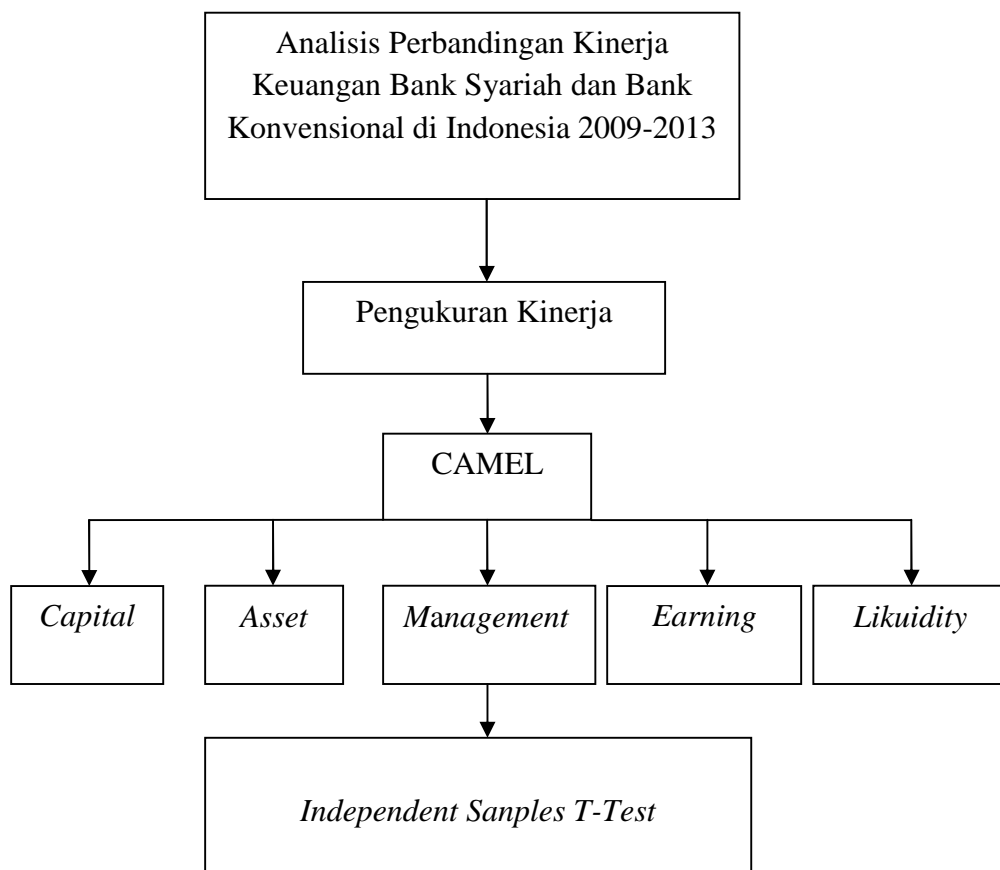 Analisis Perbandingan Kinerja
Keuangan Bank Syariah dan Bank
Konvensional di Indonesia 2009-2013
Pengukuran Kinerja
CAMEL
Capital
Asset
Management
Earning
Likuidity
Independent Sanples T-Test